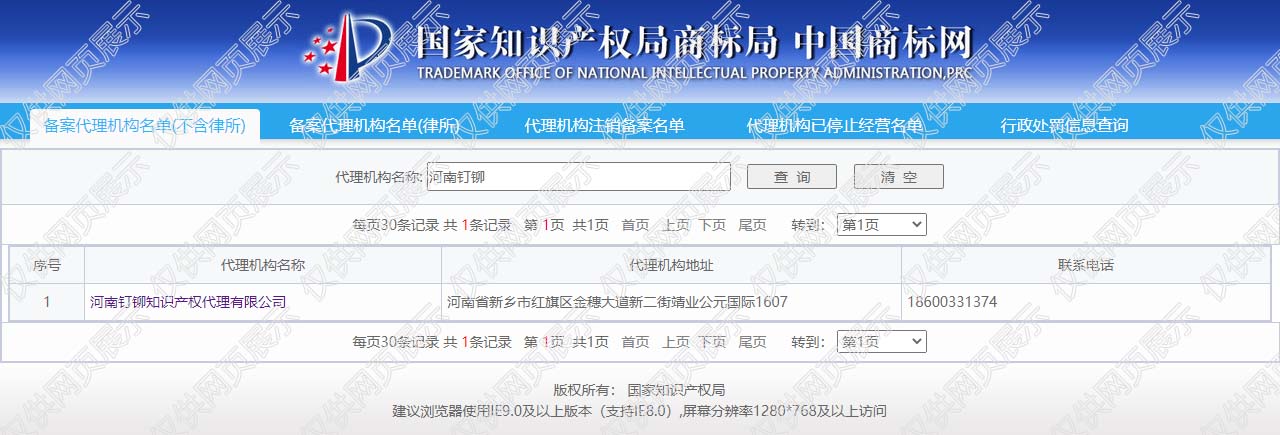 国家知识产权局商标局 中国商标网
TRADEMARK OFFICE OF NATIONAL INTELLECTUAL PROPERTY ADMINISTRATION,PRC
备案代理机构名单(不含律所) 备案代理机构名单(律所) 代理机构注销备案名单 代理机构已停止经营名单 行政处罚信息查询
代理机构名称: 河南钉铆 查 询 清 空
每页30条记录 共 1条记录 第 1页 共1页 首页 上页 下页 尾页 转到： 第1页
序号 代理机构名称 代理机构地址 联系电话
1 河南钉铆知识产权代理有限公司 河南省新乡市红旗区金穗大道新二街靖业公元国际1607 18600331374
每页30条记录 共 1条记录 第 1页 共1页 首页 上页 下页 尾页 转到： 第1页
版权所有： 国家知识产权局
建议浏览器使用IE9.0及以上版本（支持IE8.0）,屏幕分辨率1280*768及以上访问
仅供网页展示